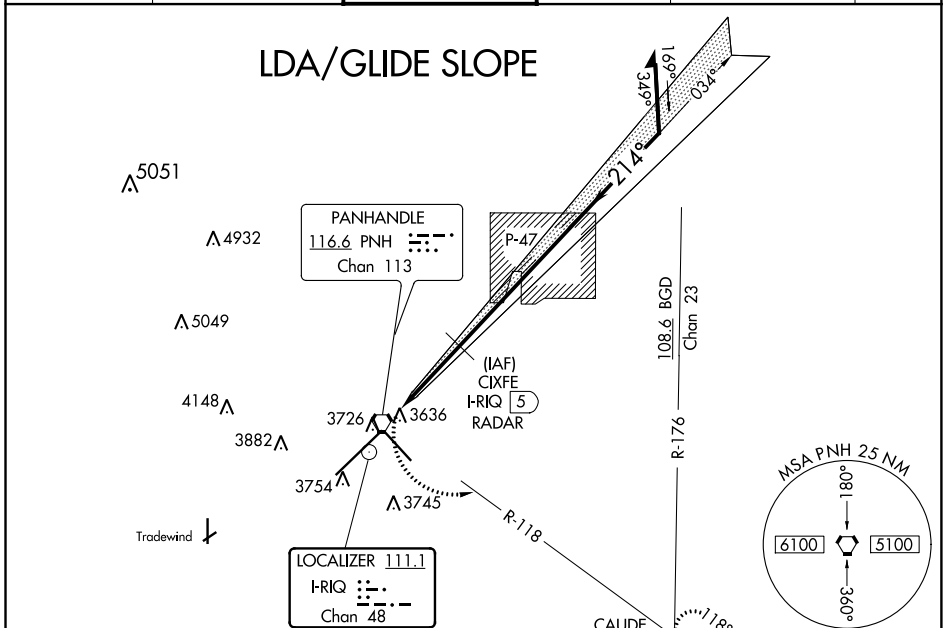 LDA/GLIDE SLOPE
169°
349°
034°
214°
5051
4932
5049
4148
3882
PANHANDLE
116.6 PNH
Chan 113
P-47
108.6 BGD
Chan 23
(IAF)
CIXFE
I-RIQ 5
RADAR
3726
3636
3754
3745
R-176
R-118
Tradewind
LOCALIZER 111.1
I-RIQ
Chan 48
MSA PNH 25 NM
180°
6100
5100
360°
CAUDE
118°